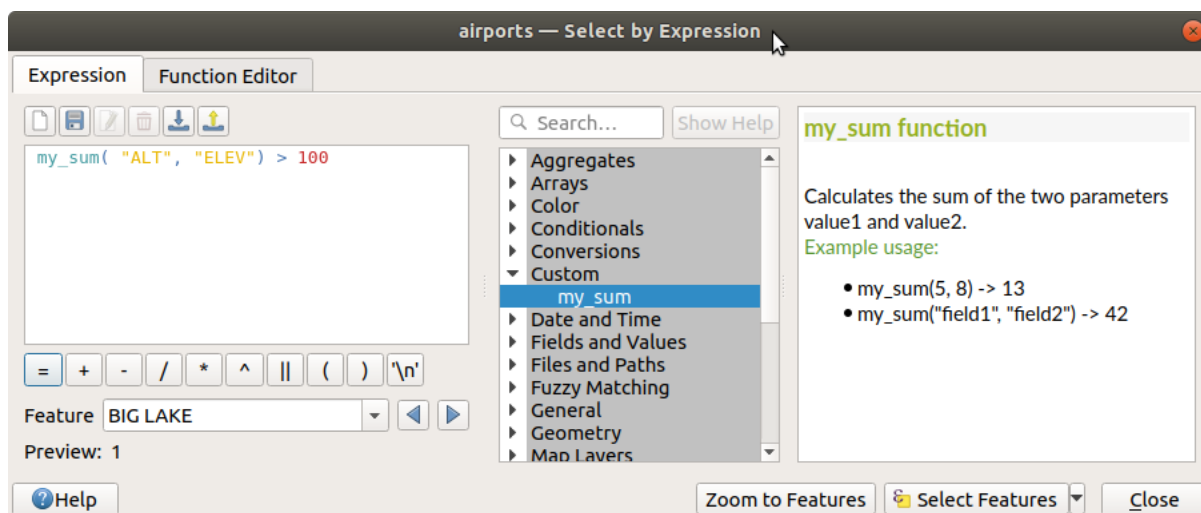 airports — Select by Expression
Expression
Function Editor
Search...
Show Help
my_sum( "ALT", "ELEV") > 100
= + - / * ^ || ( ) '\n'
Feature BIG LAKE
Preview: 1
Aggregates
Arrays
Color
Conditionals
Conversions
Custom
my_sum
Date and Time
Fields and Values
Files and Paths
Fuzzy Matching
General
Geometry
Map Layers
my_sum function
Calculates the sum of the two parameters
value1 and value2.
Example usage:
• my_sum(5, 8) -> 13
• my_sum("field1", "field2") -> 42
Help
Zoom to Features
Select Features
Close